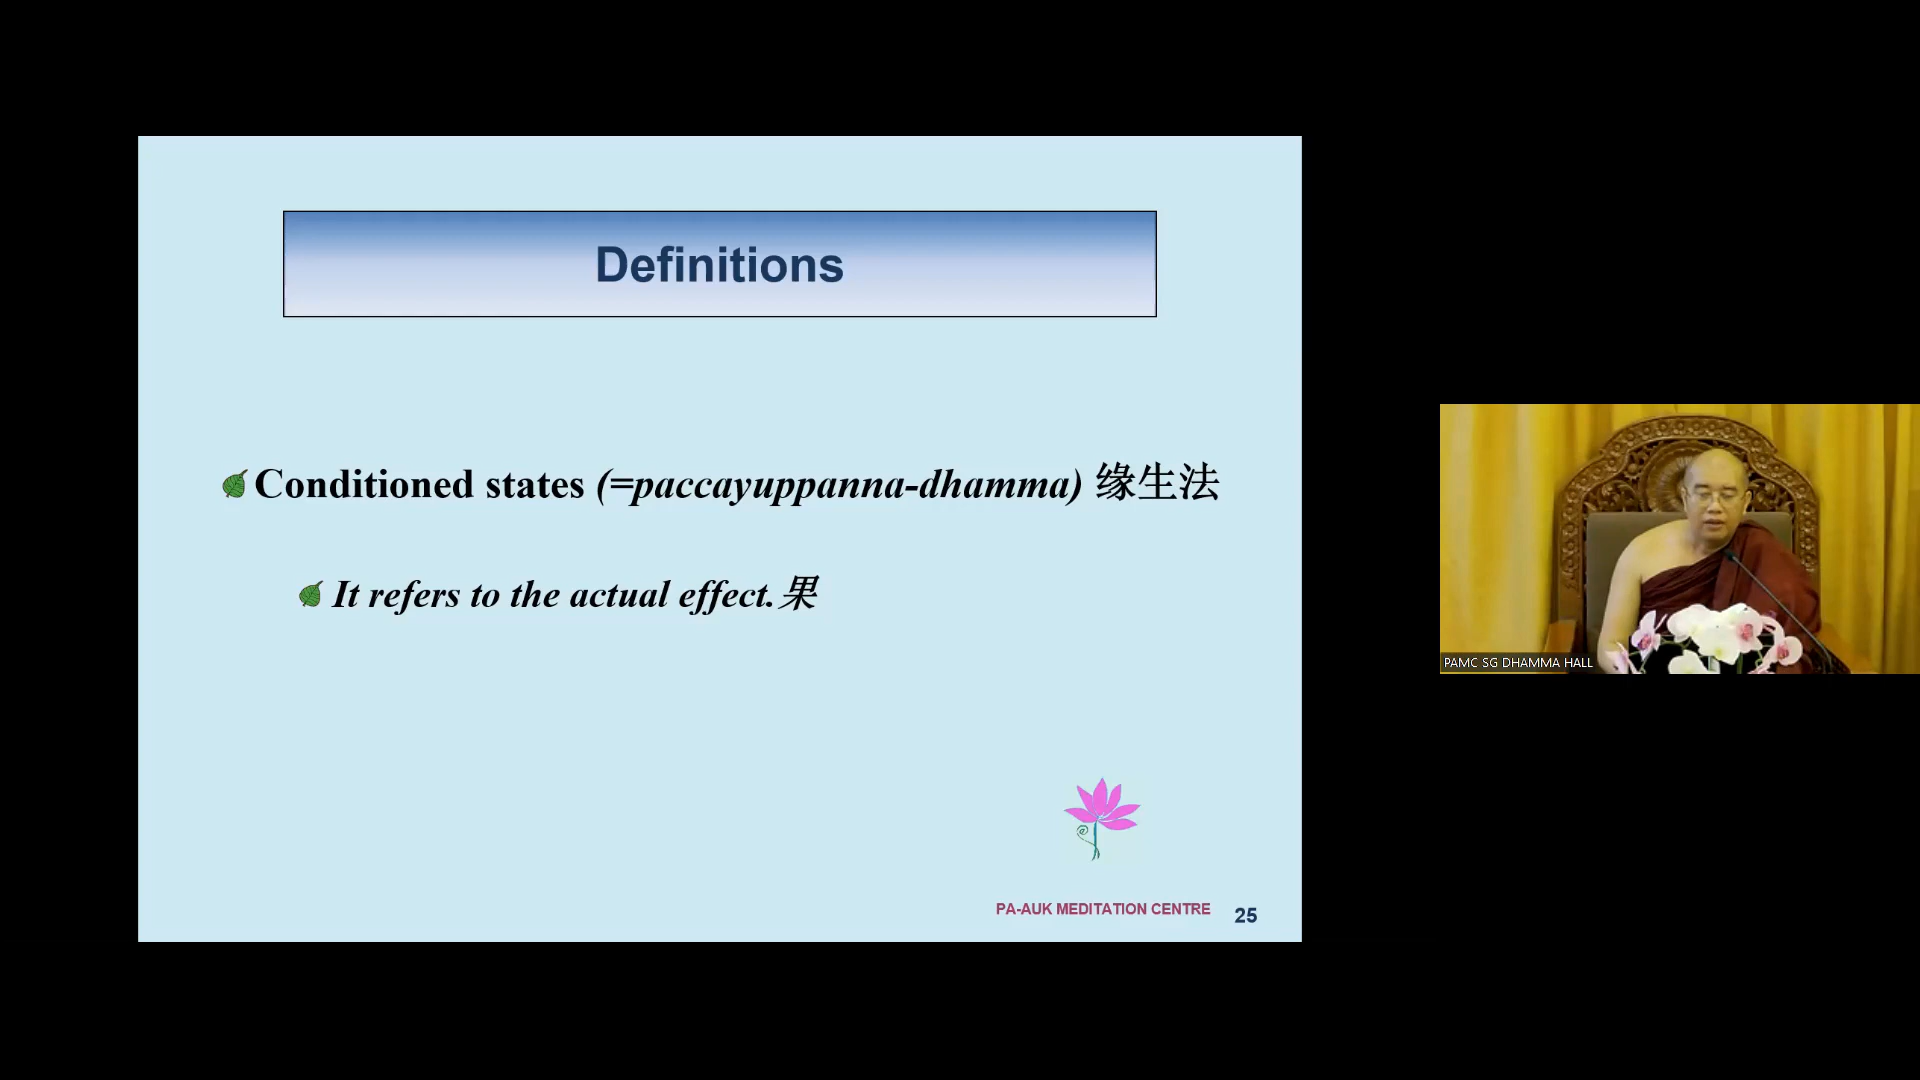 Definitions
Conditioned states (=paccayuppanna-dhamma) 缘生法
It refers to the actual effect. 果
PA-AUK MEDITATION CENTRE 25
PAMC SG DHAMMA HALL